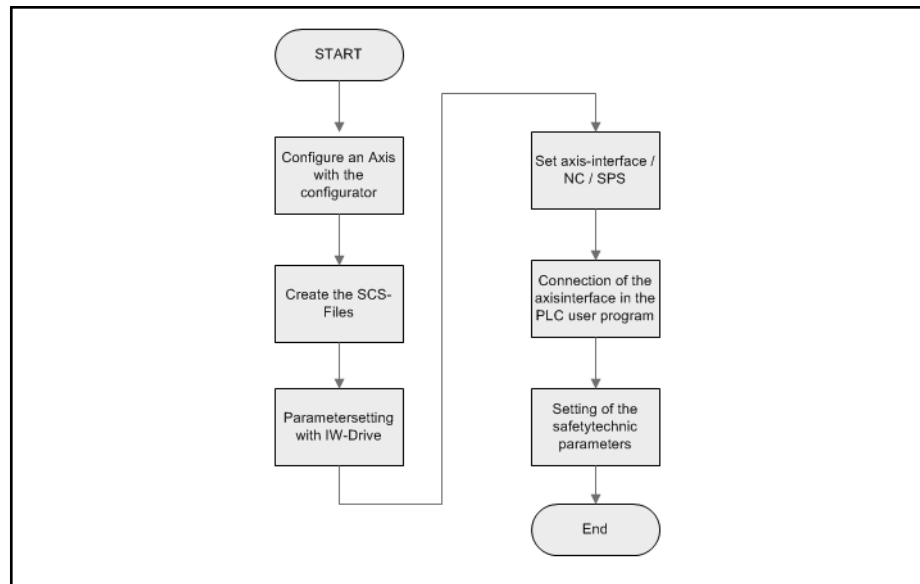 START
Configure an Axis
with the
configurator
Create the SCS-
Files
Parametersetting
with IW-Drive
Set axis-interface /
NC / SPS
Connection of the
axisinterface in the
PLC user program
Setting of the
safetytechnic
parameters
End